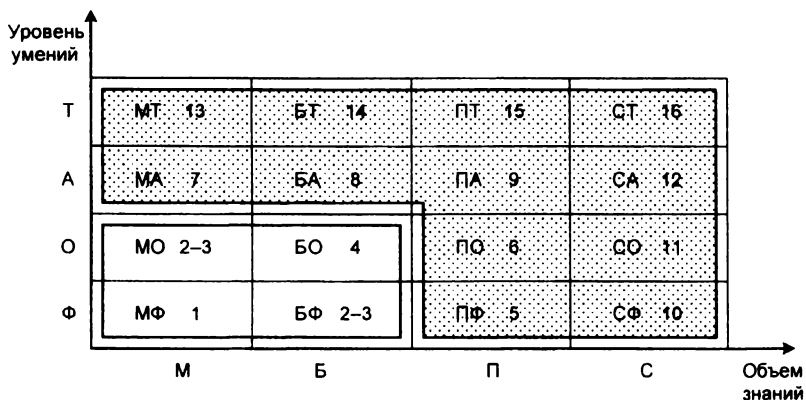 Уровень
умений
Т МТ 13 БТ 14 ПТ 15 СТ 16
А МА 7 БА 8 ПА 9 СА 12
О МО 2–3 БО 4 ПО 6 СО 11
Ф МФ 1 БФ 2–3 ПФ 5 СФ 10
М Б П С Объем
знаний